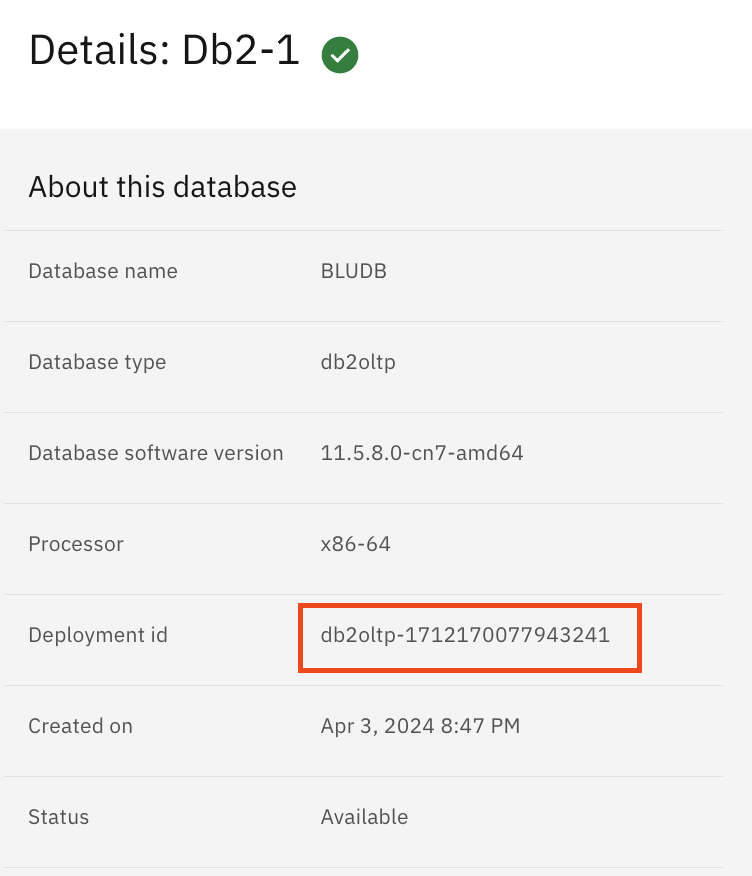 Details: Db2-1
About this database
Database name BLUDB
Database type db2oltp
Database software version 11.5.8.0-cn7-amd64
Processor x86-64
Deployment id db2oltp-1712170077943241
Created on Apr 3, 2024 8:47 PM
Status Available